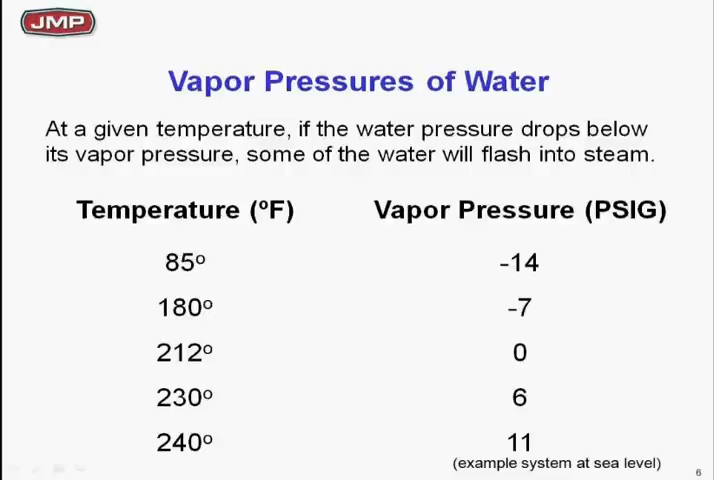 JMP
Vapor Pressures of Water
At a given temperature, if the water pressure drops below
its vapor pressure, some of the water will flash into steam.
Temperature (ºF) Vapor Pressure (PSIG)
85º -14
180º -7
212º 0
230º 6
240º 11
(example system at sea level)
6